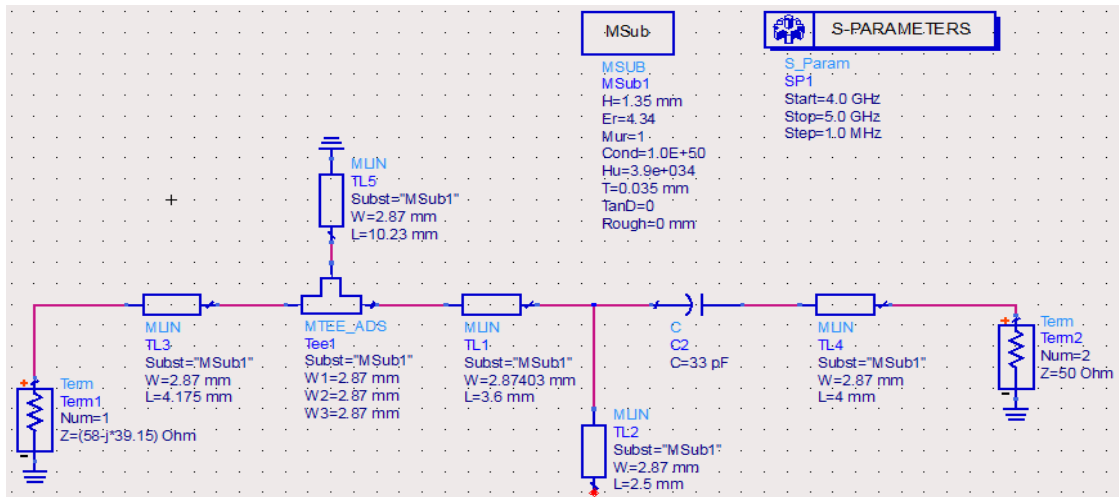 MSub
S-PARAMETERS
MSUB
MSub1
H=1.35 mm
Er=4.34
Mur=1
Cond=1.0E+50
Hu=3.9e+034
T=0.035 mm
TanD=0
Rough=0 mm
S_Param
SP1
Start=4.0 GHz
Stop=5.0 GHz
Step=1.0 MHz
MLIN
TL5
Subst="MSub1"
W=2.87 mm
L=10.23 mm
MLIN
TL3
Subst="MSub1"
W=2.87 mm
L=4.175 mm
MTEE_ADS
Tee1
Subst="MSub1"
W1=2.87 mm
W2=2.87 mm
W3=2.87 mm
MLIN
TL1
Subst="MSub1"
W=2.87403 mm
L=3.6 mm
C
C2
C=33 pF
MLIN
TL4
Subst="MSub1"
W=2.87 mm
L=4 mm
Term
Term2
Num=2
Z=50 Ohm
Term
Term1
Num=1
Z=(58-j*39.15) Ohm
MLIN
TL2
Subst="MSub1"
W=2.87 mm
L=2.5 mm